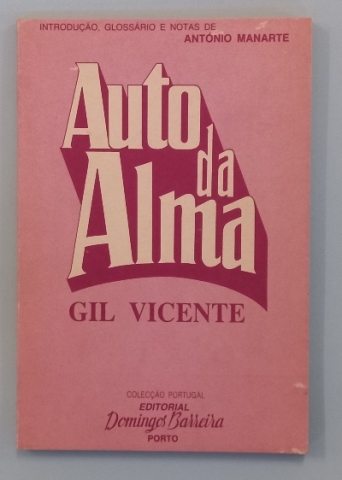 INTRODUÇÃO, GLOSSÁRIO E NOTAS DE
ANTÓNIO MANARTE
Auto
da
Alma
GIL VICENTE
COLECÇÃO PORTUGAL
EDITORIAL
Domingos Barreira
PORTO